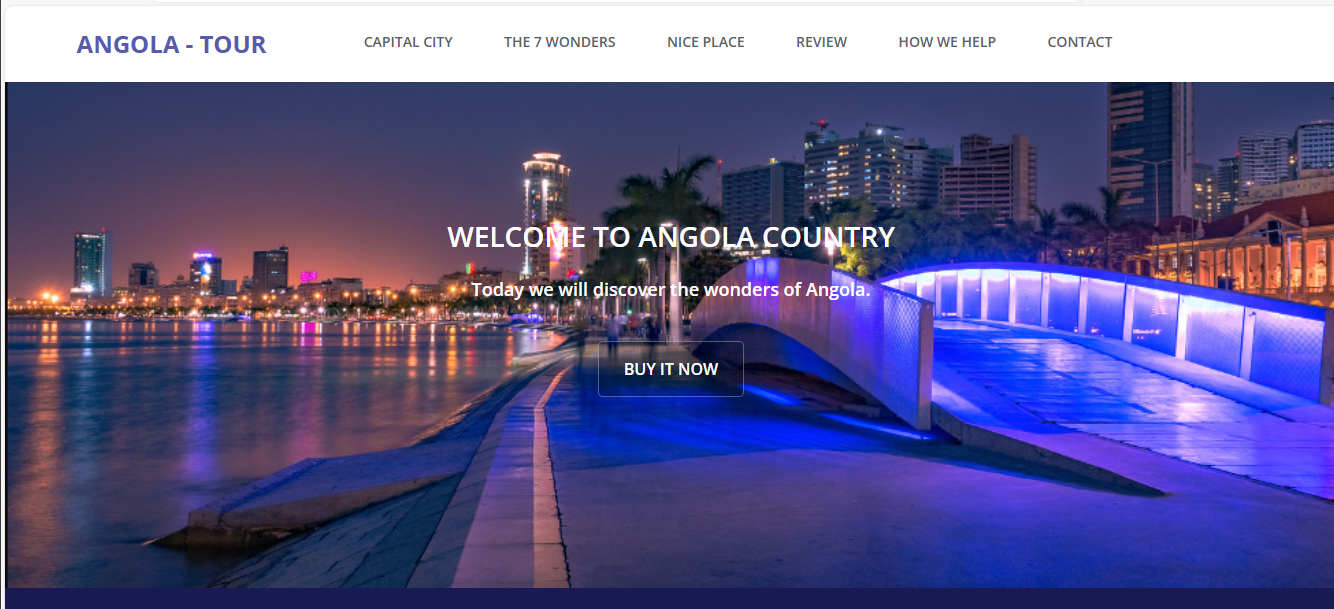 ANGOLA - TOUR
CAPITAL CITY THE 7 WONDERS NICE PLACE REVIEW HOW WE HELP CONTACT
WELCOME TO ANGOLA COUNTRY
Today we will discover the wonders of Angola.
BUY IT NOW